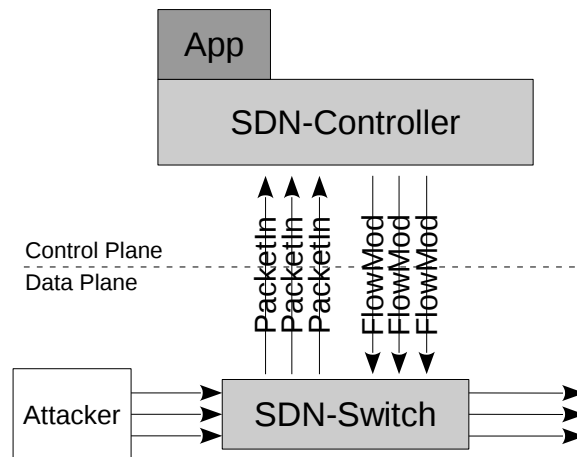 App
SDN-Controller
PacketIn
PacketIn
PacketIn
FlowMod
FlowMod
FlowMod
Control Plane
Data Plane
Attacker
SDN-Switch